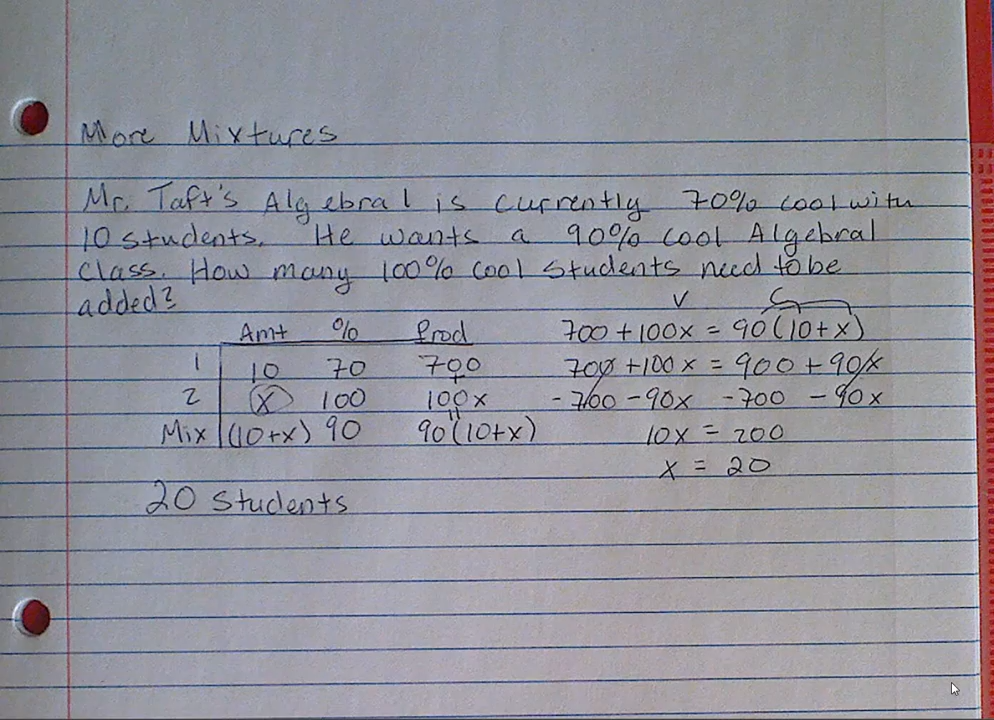 More Mixtures
Mr. Taft's Algebra 1 is currently 70% cool with
10 students. He wants a 90% cool Algebra 1
class. How many 100% cool students need to be
added?
Amt % Prod
1 10 70 700
+
2 x 100 100x
=
Mix (10+x) 90 90(10+x)
700 + 100x = 90(10+x)
700 + 100x = 900 + 90x
-700 -90x -700 - 90x
10x = 200
x = 20
20 students